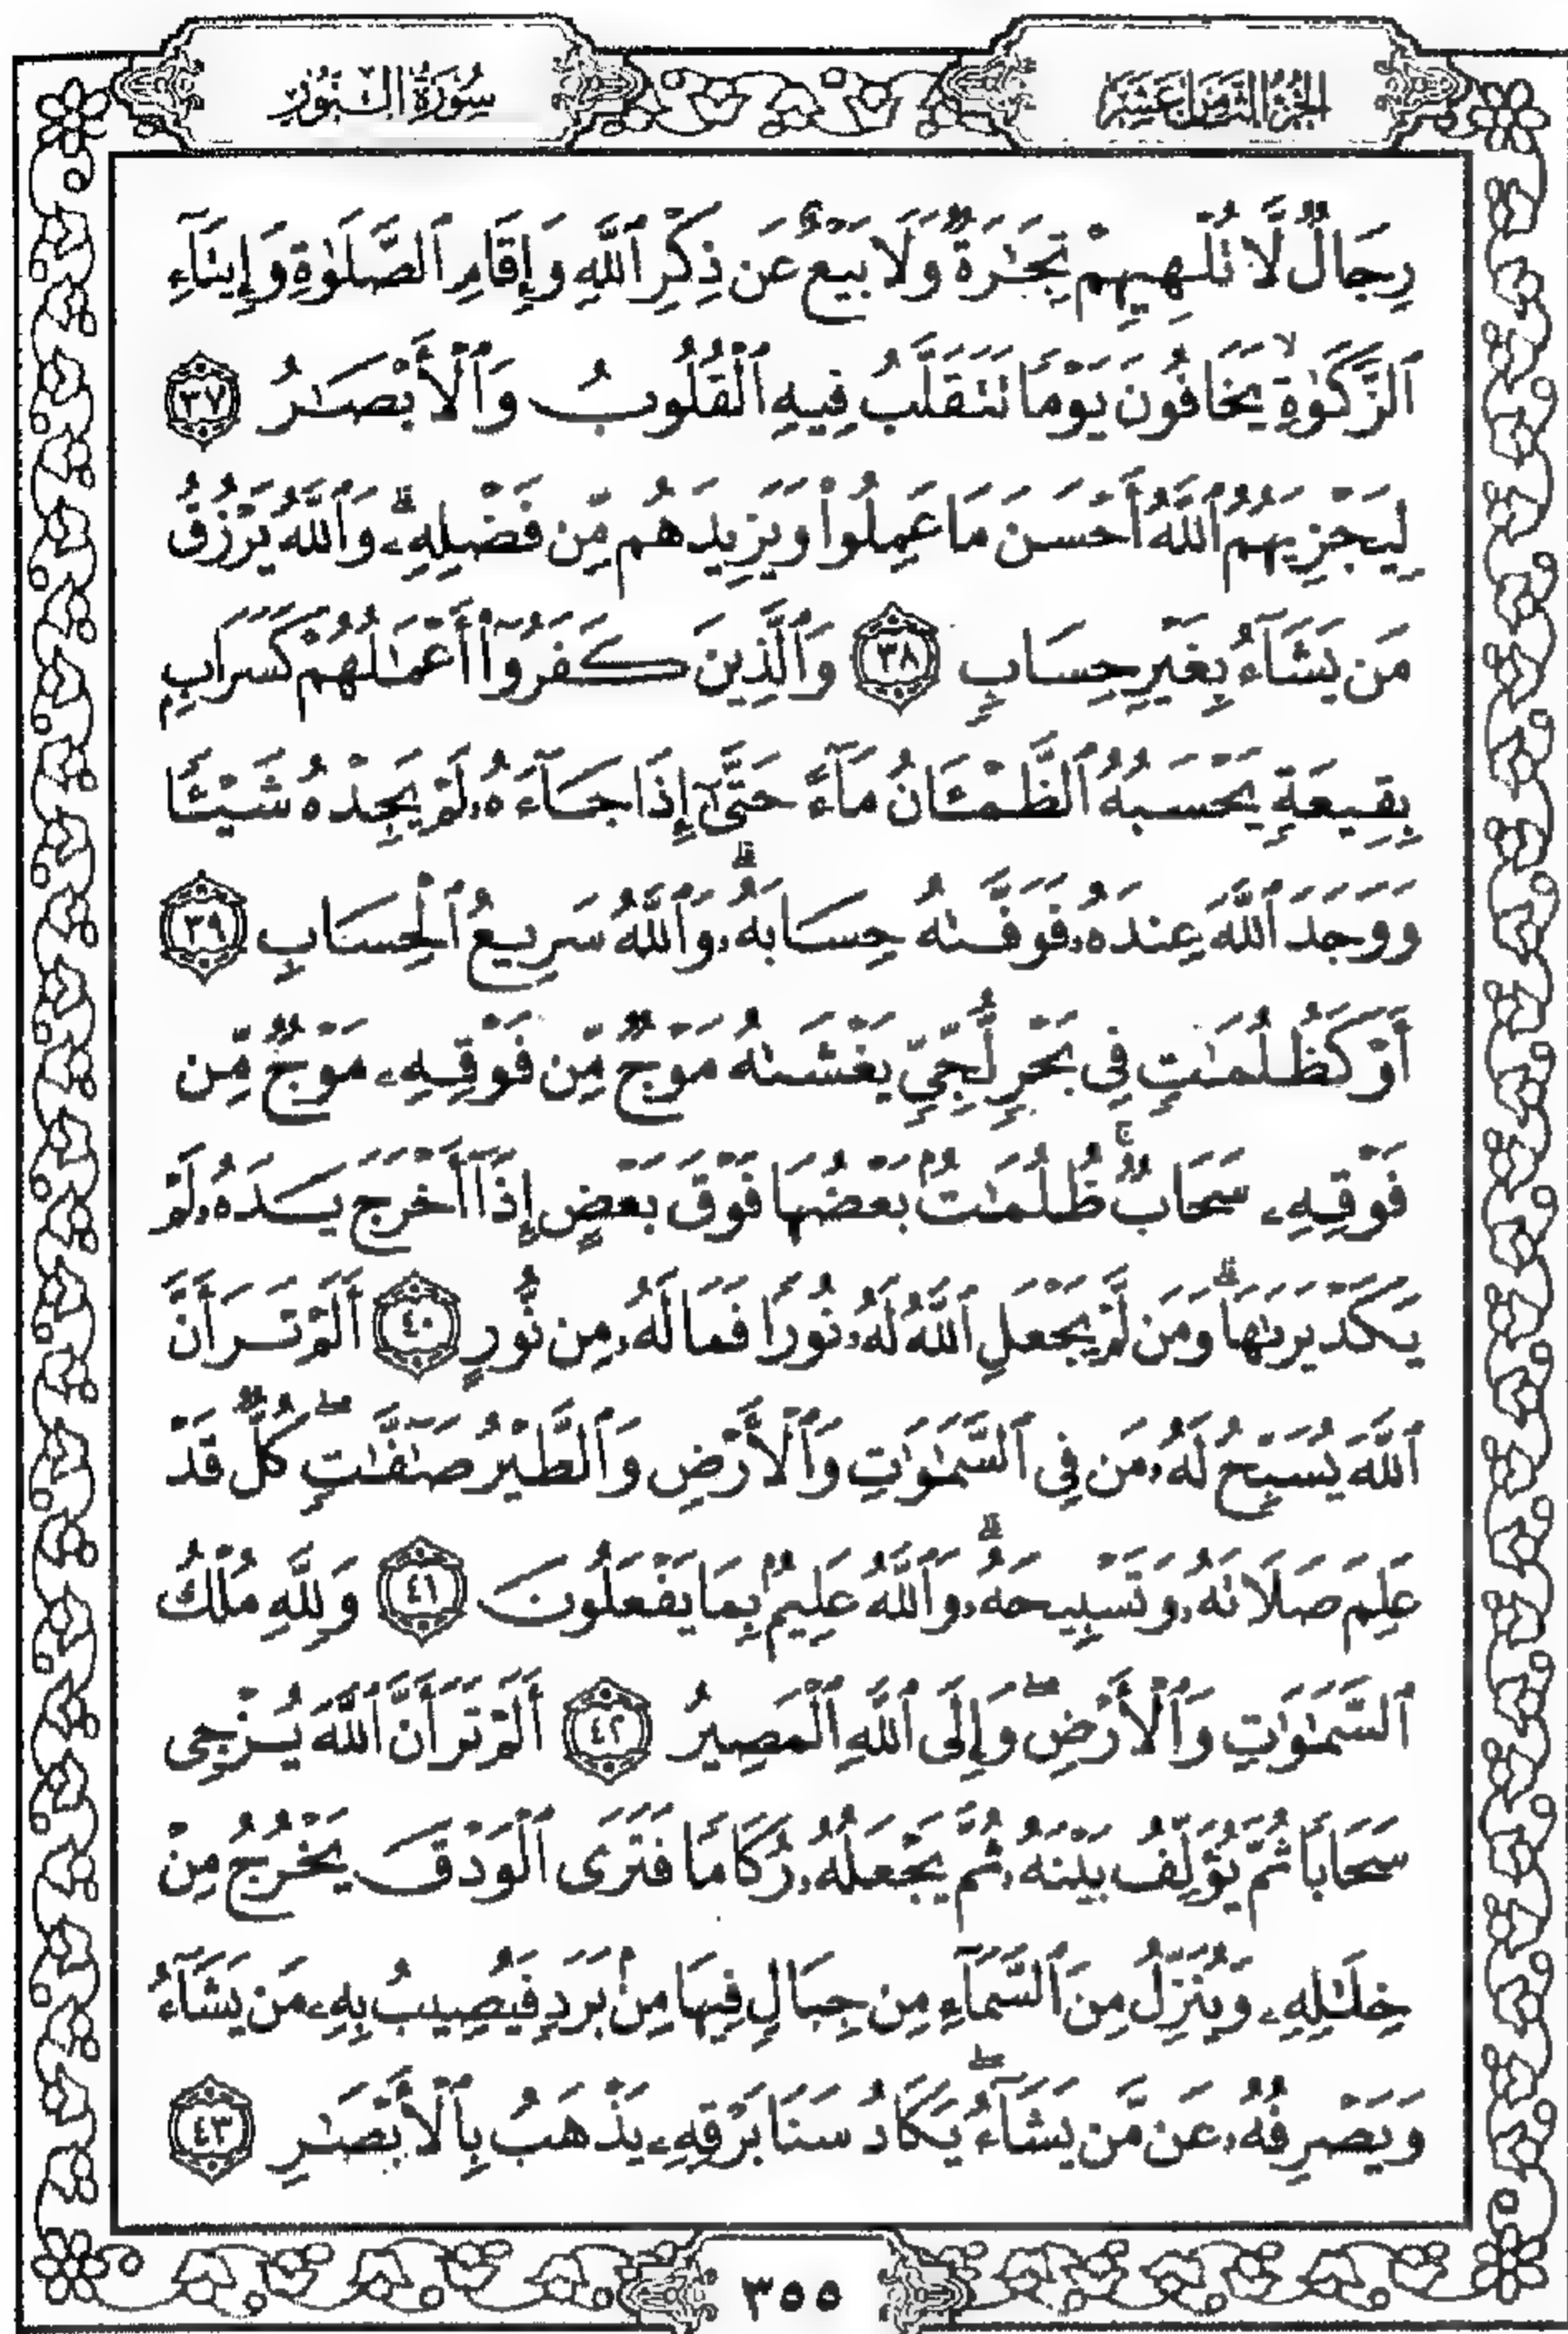 الجزء الثامن عشر
سورة النور
رِجَالٌ لَّا تُلْهِيهِمْ تِجَٰرَةٌ وَلَا بَيْعٌ عَن ذِكْرِ ٱللَّهِ وَإِقَامِ ٱلصَّلَوٰةِ وَإِيتَآءِ
ٱلزَّكَوٰةِ ۙ يَخَافُونَ يَوْمًا تَتَقَلَّبُ فِيهِ ٱلْقُلُوبُ وَٱلْأَبْصَٰرُ ٣٧
لِيَجْزِيَهُمُ ٱللَّهُ أَحْسَنَ مَا عَمِلُوا۟ وَيَزِيدَهُم مِّن فَضْلِهِۦ ۗ وَٱللَّهُ يَرْزُقُ
مَن يَشَآءُ بِغَيْرِ حِسَابٍ ٣٨ وَٱلَّذِينَ كَفَرُوٓا۟ أَعْمَٰلُهُمْ كَسَرَابٍۭ
بِقِيعَةٍ يَحْسَبُهُ ٱلظَّمْـَٔانُ مَآءً حَتَّىٰٓ إِذَا جَآءَهُۥ لَمْ يَجِدْهُ شَيْـًٔا
وَوَجَدَ ٱللَّهَ عِندَهُۥ فَوَفَّىٰهُ حِسَابَهُۥ ۗ وَٱللَّهُ سَرِيعُ ٱلْحِسَابِ ٣٩
أَوْ كَظُلُمَٰتٍ فِى بَحْرٍ لُّجِّىٍّ يَغْشَىٰهُ مَوْجٌ مِّن فَوْقِهِۦ مَوْجٌ مِّن
فَوْقِهِۦ سَحَابٌ ۚ ظُلُمَٰتٌۢ بَعْضُهَا فَوْقَ بَعْضٍ إِذَآ أَخْرَجَ يَدَهُۥ لَمْ
يَكَدْ يَرَىٰهَا ۗ وَمَن لَّمْ يَجْعَلِ ٱللَّهُ لَهُۥ نُورًا فَمَا لَهُۥ مِن نُّورٍ ٤٠ أَلَمْ تَرَ أَنَّ
ٱللَّهَ يُسَبِّحُ لَهُۥ مَن فِى ٱلسَّمَٰوَٰتِ وَٱلْأَرْضِ وَٱلطَّيْرُ صَٰٓفَّٰتٍ ۖ كُلٌّ قَدْ
عَلِمَ صَلَاتَهُۥ وَتَسْبِيحَهُۥ ۗ وَٱللَّهُ عَلِيمٌۢ بِمَا يَفْعَلُونَ ٤١ وَلِلَّهِ مُلْكُ
ٱلسَّمَٰوَٰتِ وَٱلْأَرْضِ ۖ وَإِلَى ٱللَّهِ ٱلْمَصِيرُ ٤٢ أَلَمْ تَرَ أَنَّ ٱللَّهَ يُزْجِى
سَحَابًا ثُمَّ يُؤَلِّفُ بَيْنَهُۥ ثُمَّ يَجْعَلُهُۥ رُكَامًا فَتَرَى ٱلْوَدْقَ يَخْرُجُ مِنْ
خِلَٰلِهِۦ وَيُنَزِّلُ مِنَ ٱلسَّمَآءِ مِن جِبَالٍ فِيهَا مِنۢ بَرَدٍ فَيُصِيبُ بِهِۦ مَن يَشَآءُ
وَيَصْرِفُهُۥ عَن مَّن يَشَآءُ ۖ يَكَادُ سَنَا بَرْقِهِۦ يَذْهَبُ بِٱلْأَبْصَٰرِ ٤٣
٣٥٥